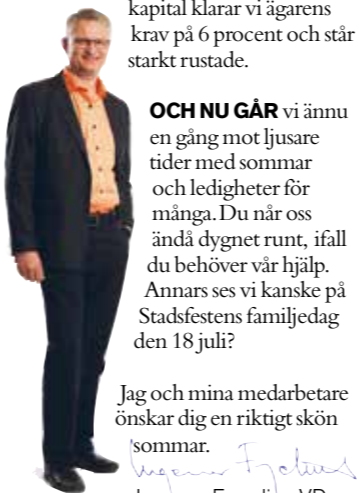 kapital klarar vi ägarens
krav på 6 procent och står
starkt rustade.
OCH NU GÅR vi ännu
en gång mot ljusare
tider med sommar
och ledigheter för
många. Du når oss
ändå dygnet runt, ifall
du behöver vår hjälp.
Annars ses vi kanske på
Stadsfestens familjedag
den 18 juli?
Jag och mina medarbetare
önskar dig en riktigt skön
sommar.